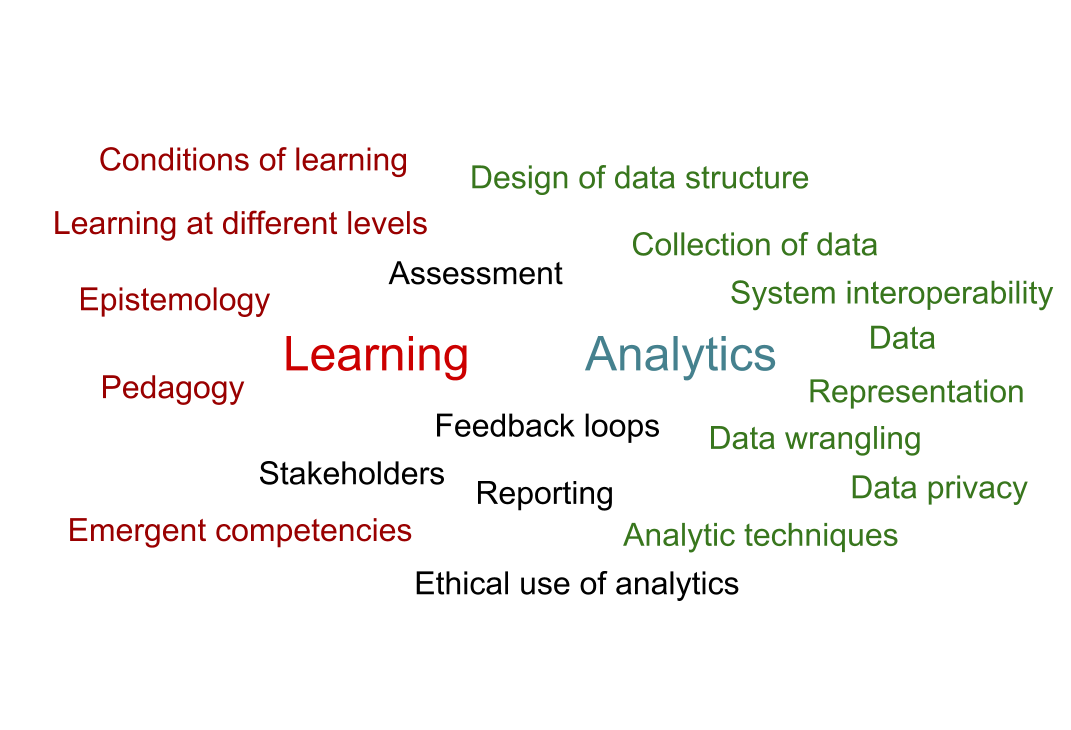 Conditions of learning
Design of data structure
Learning at different levels
Collection of data
Assessment
System interoperability
Epistemology
Data
Learning
Analytics
Pedagogy
Representation
Feedback loops
Data wrangling
Stakeholders
Data privacy
Reporting
Emergent competencies
Analytic techniques
Ethical use of analytics